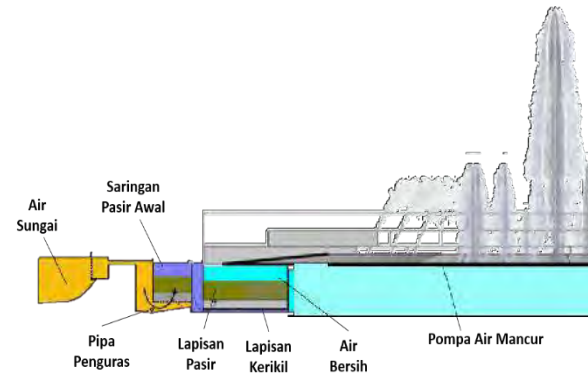 Saringan
Pasir Awal
Air
Sungai
Pipa
Penguras
Lapisan
Pasir
Lapisan
Kerikil
Air
Bersih
Pompa Air Mancur